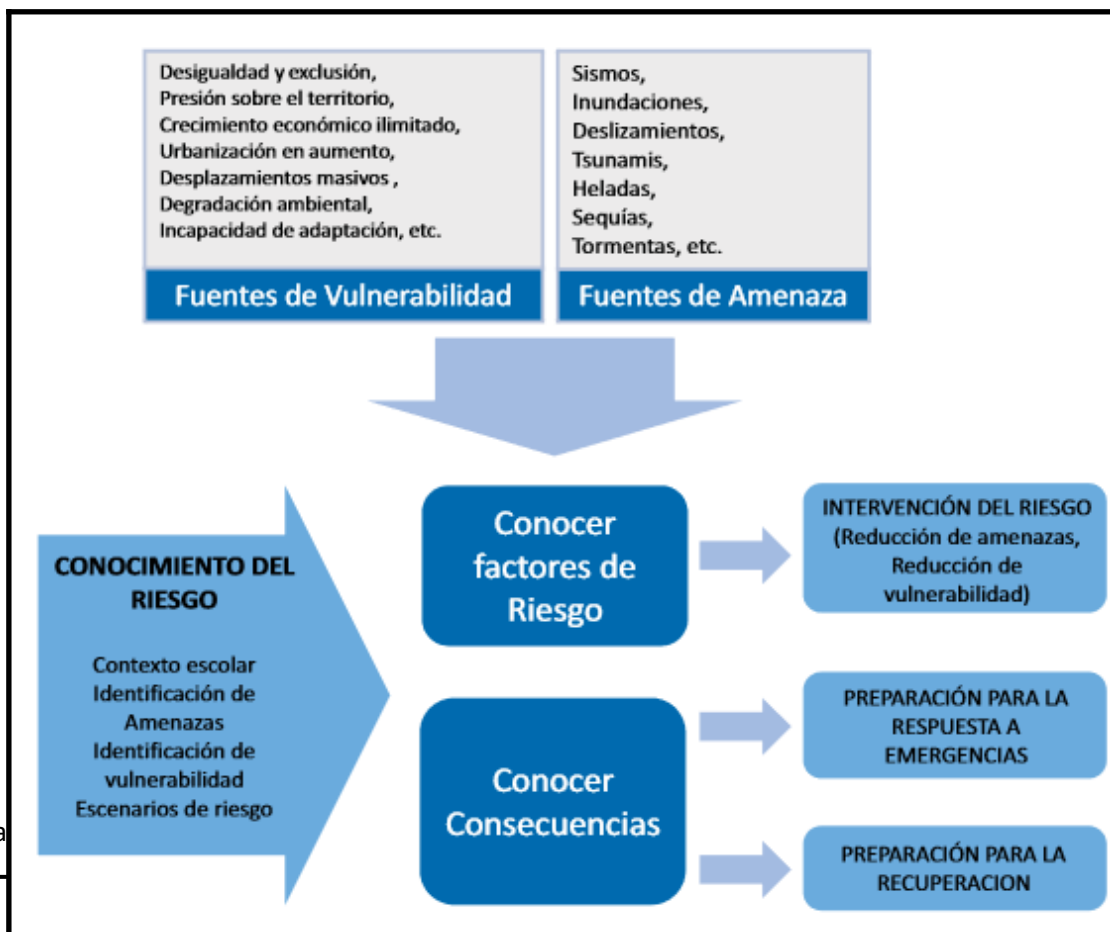 Desigualdad y exclusión,
Presión sobre el territorio,
Crecimiento económico ilimitado,
Urbanización en aumento,
Desplazamientos masivos ,
Degradación ambiental,
Incapacidad de adaptación, etc.
Fuentes de Vulnerabilidad
Sismos,
Inundaciones,
Deslizamientos,
Tsunamis,
Heladas,
Sequías,
Tormentas, etc.
Fuentes de Amenaza
CONOCIMIENTO DEL
RIESGO
Contexto escolar
Identificación de
Amenazas
Identificación de
vulnerabilidad
Escenarios de riesgo
Conocer
factores de
Riesgo
INTERVENCIÓN DEL RIESGO
(Reducción de amenazas,
Reducción de
vulnerabilidad)
Conocer
Consecuencias
PREPARACIÓN PARA LA
RESPUESTA A
EMERGENCIAS
PREPARACIÓN PARA LA
RECUPERACION
a